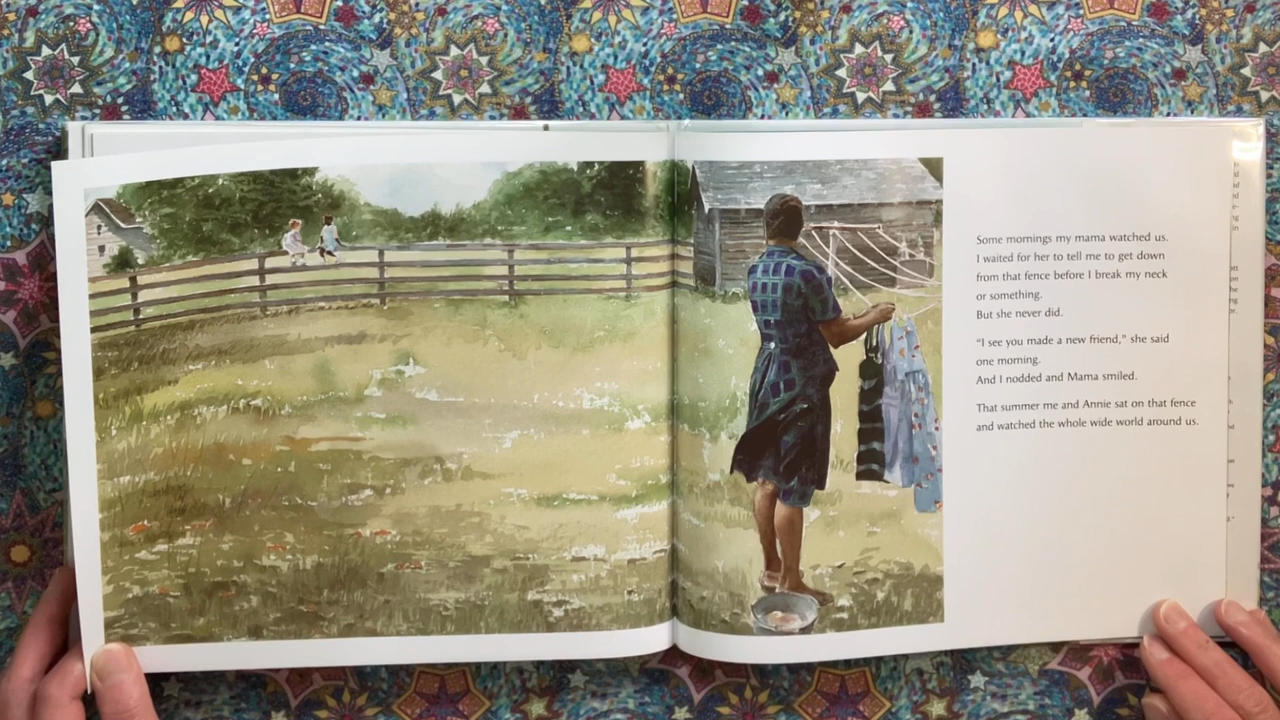 Some mornings my mama watched us.
I waited for her to tell me to get down
from that fence before I break my neck
or something.
But she never did.
"I see you made a new friend," she said
one morning.
And I nodded and Mama smiled.
That summer me and Annie sat on that fence
and watched the whole wide world around us.